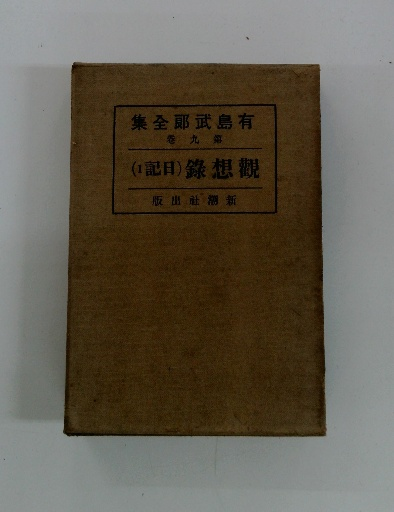 有島武郎全集
第九卷
觀想錄（日記I）
新潮社出版